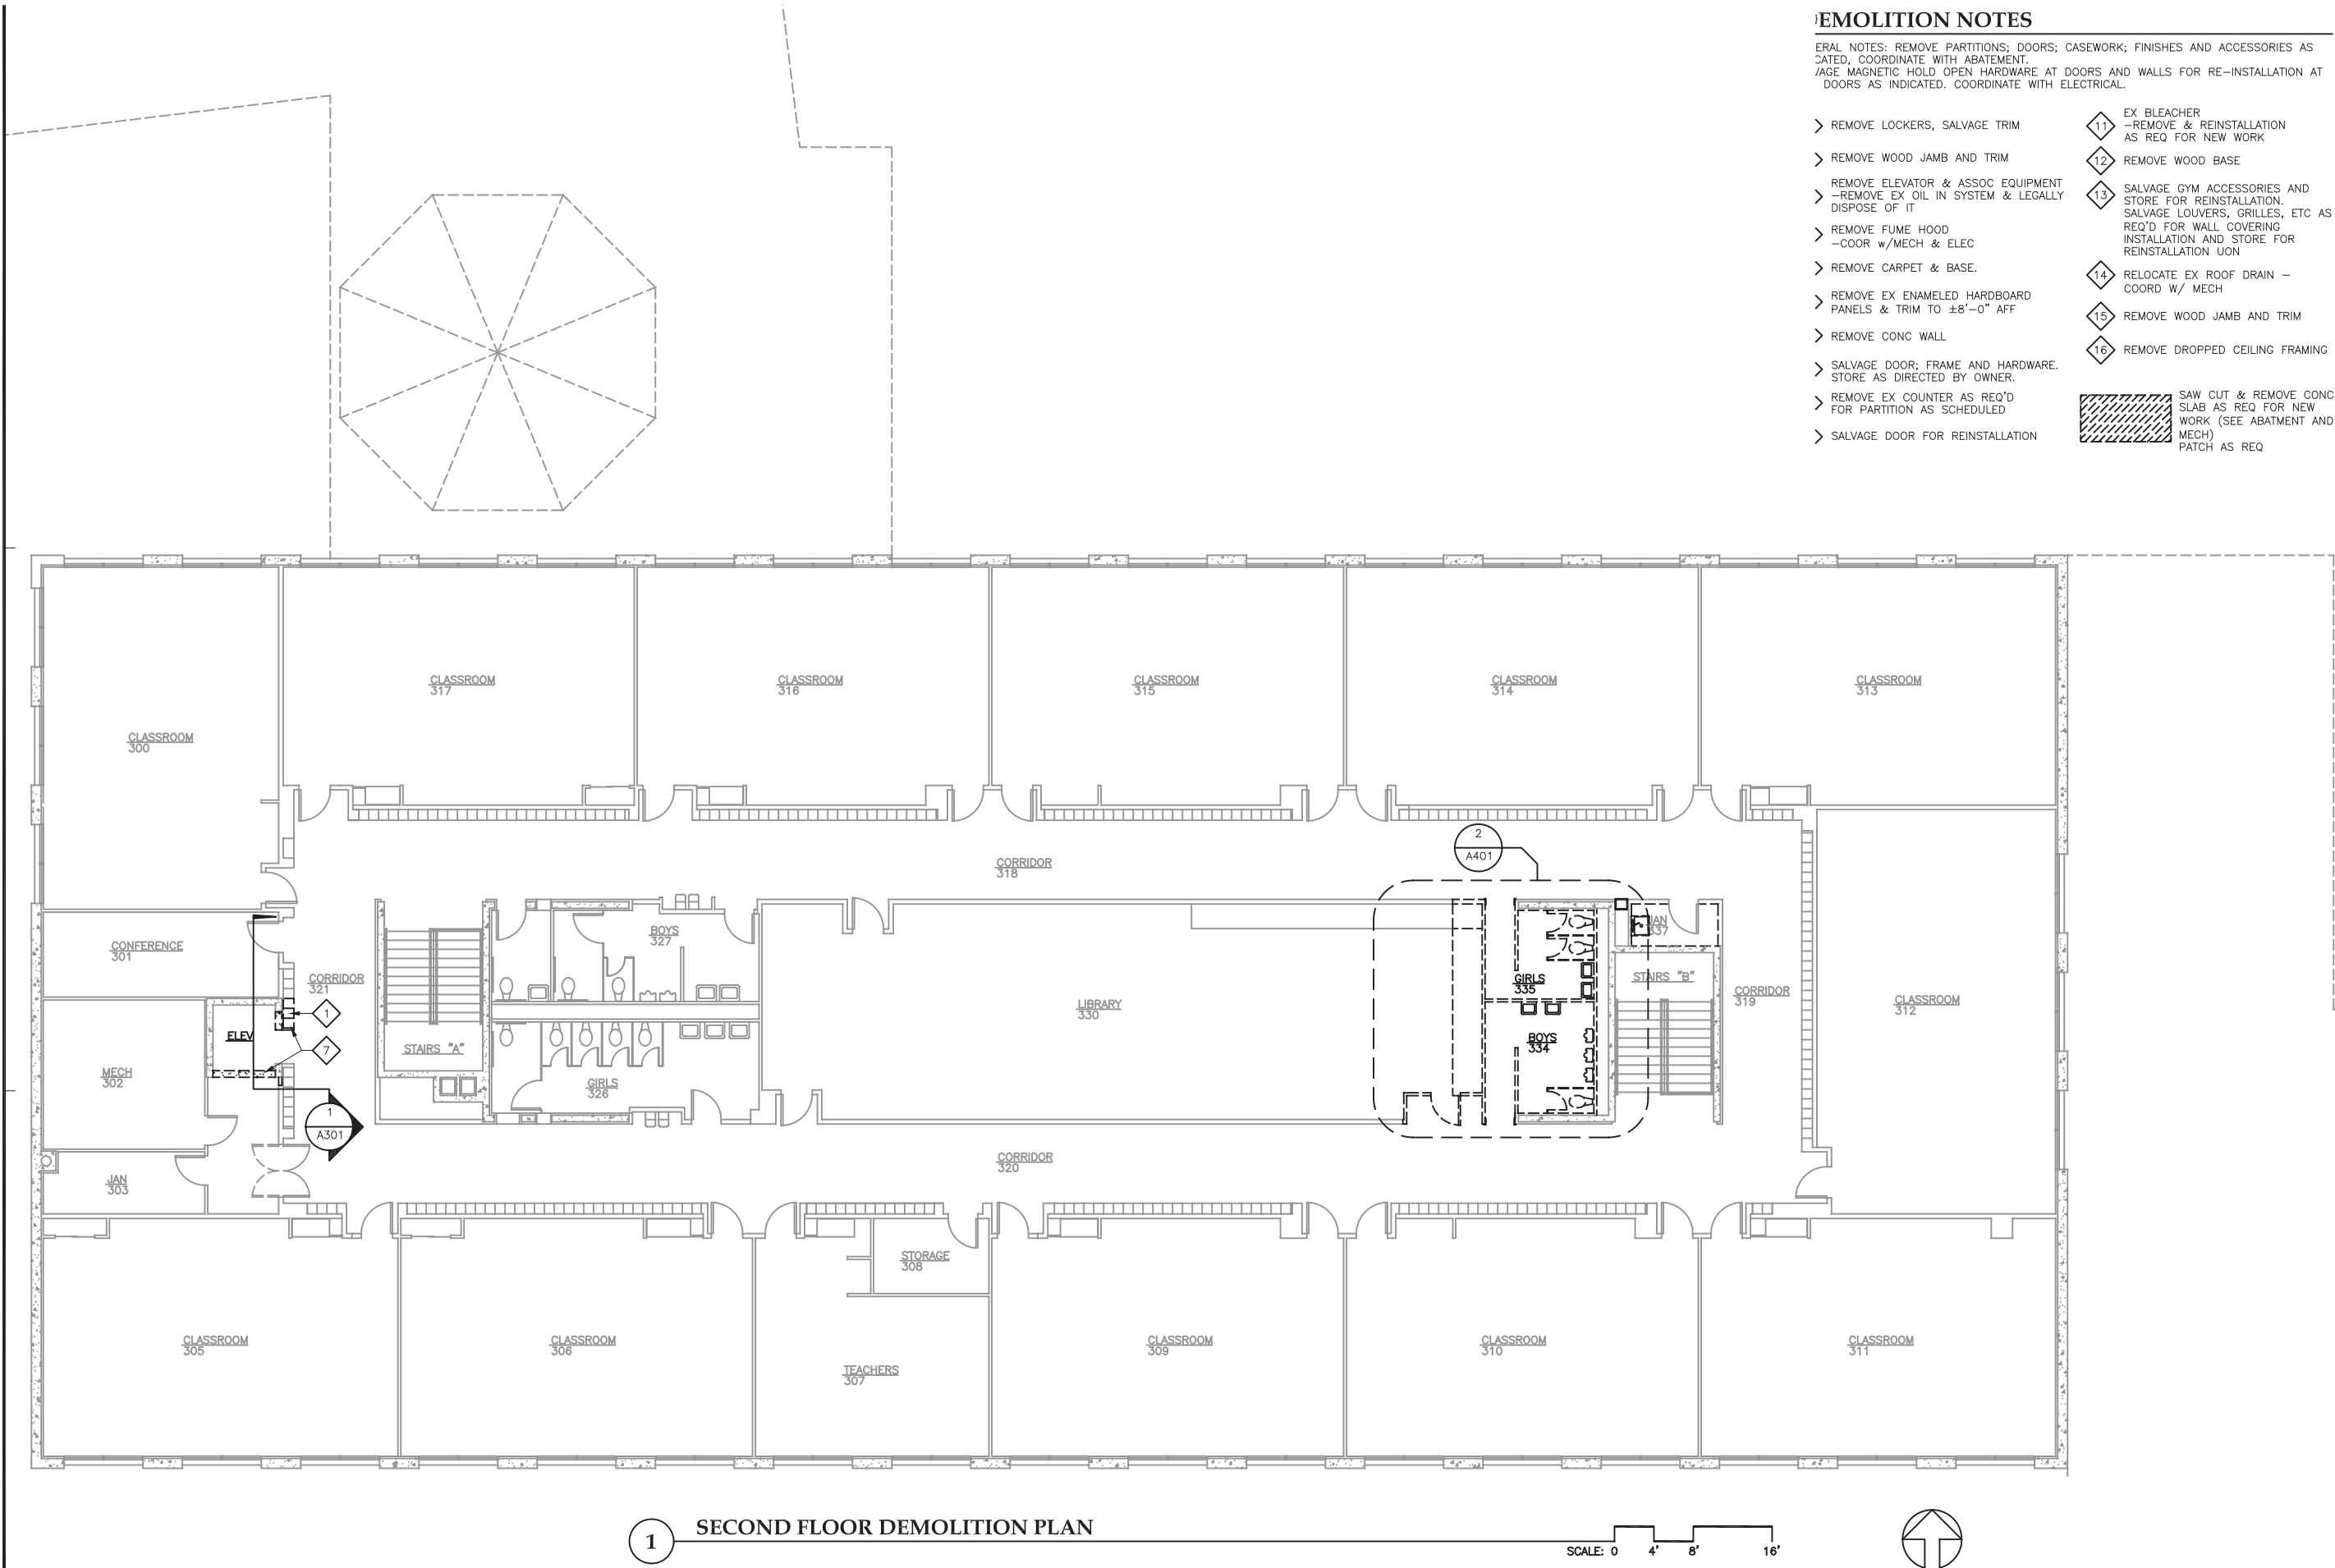 EMOLITION NOTES
ERAL NOTES: REMOVE PARTITIONS; DOORS; CASEWORK; FINISHES AND ACCESSORIES AS
CATED, COORDINATE WITH ABATEMENT.
AGE MAGNETIC HOLD OPEN HARDWARE AT DOORS AND WALLS FOR RE-INSTALLATION AT
DOORS AS INDICATED. COORDINATE WITH ELECTRICAL.
REMOVE LOCKERS, SALVAGE TRIM
REMOVE WOOD JAMB AND TRIM
REMOVE ELEVATOR & ASSOC EQUIPMENT
-REMOVE EX OIL IN SYSTEM & LEGALLY
DISPOSE OF IT
REMOVE FUME HOOD
-COOR w/MECH & ELEC
REMOVE CARPET & BASE.
REMOVE EX ENAMELED HARDBOARD
PANELS & TRIM TO ±8'-0" AFF
REMOVE CONC WALL
SALVAGE DOOR; FRAME AND HARDWARE.
STORE AS DIRECTED BY OWNER.
REMOVE EX COUNTER AS REQ'D
FOR PARTITION AS SCHEDULED
SALVAGE DOOR FOR REINSTALLATION
11 EX BLEACHER
-REMOVE & REINSTALLATION
AS REQ FOR NEW WORK
12 REMOVE WOOD BASE
13 SALVAGE GYM ACCESSORIES AND
STORE FOR REINSTALLATION.
SALVAGE LOUVERS, GRILLES, ETC AS
REQ'D FOR WALL COVERING
INSTALLATION AND STORE FOR
REINSTALLATION UON
14 RELOCATE EX ROOF DRAIN -
COORD W/ MECH
15 REMOVE WOOD JAMB AND TRIM
16 REMOVE DROPPED CEILING FRAMING
SAW CUT & REMOVE CONC
SLAB AS REQ FOR NEW
WORK (SEE ABATMENT AND
MECH)
PATCH AS REQ
CLASSROOM
300
CLASSROOM
317
CLASSROOM
316
CLASSROOM
315
CLASSROOM
314
CLASSROOM
313
2
A401
CORRIDOR
318
CONFERENCE
301
CORRIDOR
321
BOYS
327
LIBRARY
330
GIRLS
335
JAN
337
STAIRS "B"
CORRIDOR
319
CLASSROOM
312
1
7
ELEV
MECH
302
STAIRS "A"
GIRLS
326
BOYS
334
1
A301
JAN
303
CORRIDOR
320
STORAGE
308
CLASSROOM
305
CLASSROOM
306
TEACHERS
307
CLASSROOM
309
CLASSROOM
310
CLASSROOM
311
1 SECOND FLOOR DEMOLITION PLAN
SCALE: 0 4' 8' 16'